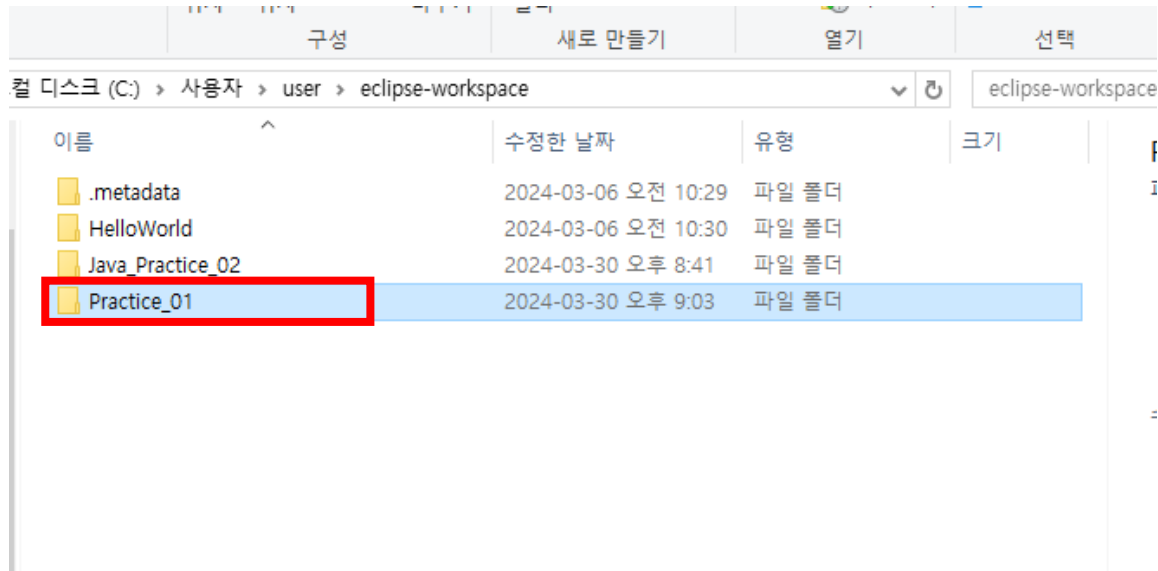 구성 새로 만들기 열기 선택
컬 디스크 (C:) › 사용자 › user › eclipse-workspace eclipse-workspace
이름 수정한 날짜 유형 크기
.metadata 2024-03-06 오전 10:29 파일 폴더
HelloWorld 2024-03-06 오전 10:30 파일 폴더
Java_Practice_02 2024-03-30 오후 8:41 파일 폴더
Practice_01 2024-03-30 오후 9:03 파일 폴더